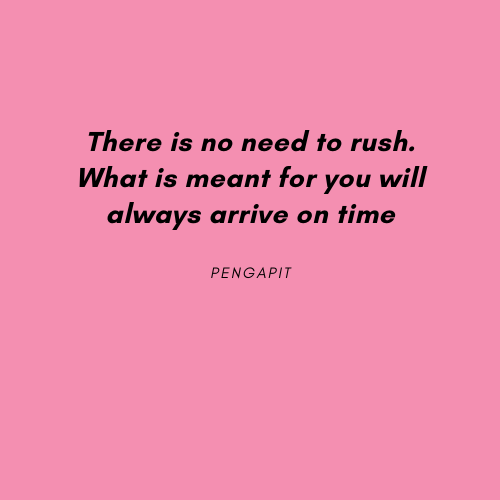 There is no need to rush.
What is meant for you will
always arrive on time
PENGAPIT